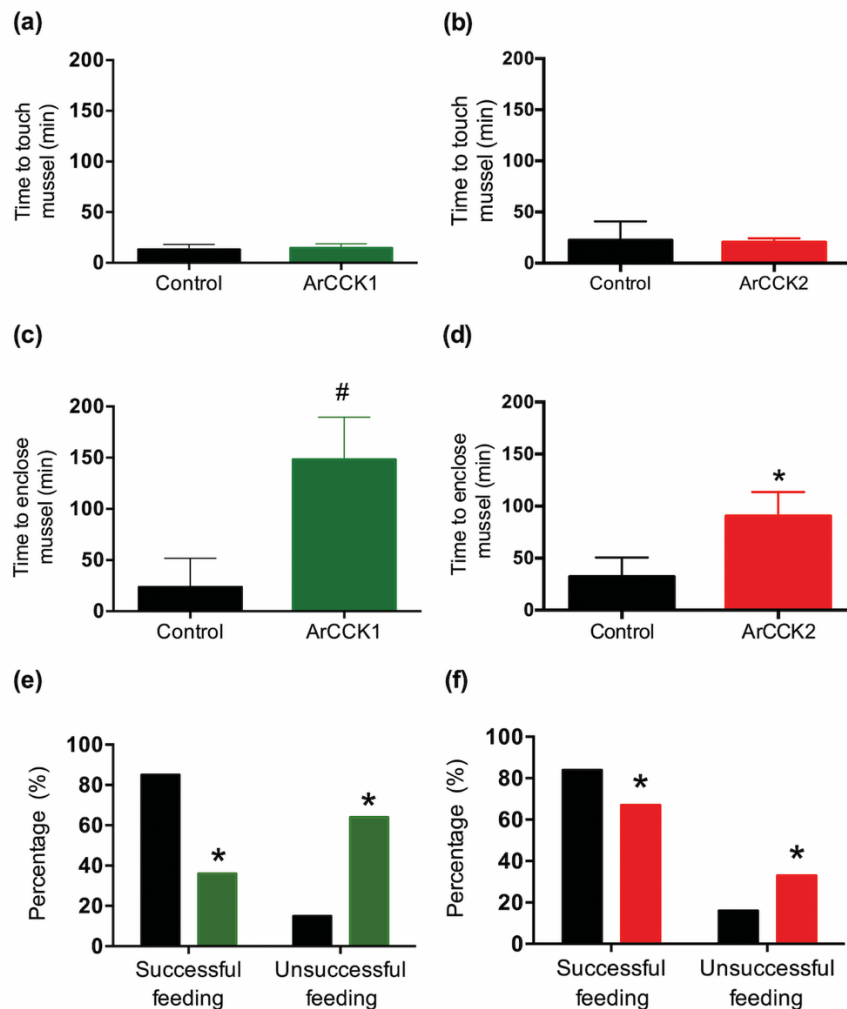 (a)
Time to touch
mussel (min)
200
150
100
50
0
Control ArCCK1
(b)
Time to touch
mussel (min)
200
150
100
50
0
Control ArCCK2
(c)
Time to enclose
mussel (min)
200
150
100
50
0
#
Control ArCCK1
(d)
Time to enclose
mussel (min)
200
150
100
50
0
*
Control ArCCK2
(e)
Percentage (%)
100
80
60
40
20
0
*
*
Successful Unsuccessful
feeding feeding
(f)
Percentage (%)
100
80
60
40
20
0
*
*
Successful Unsuccessful
feeding feeding